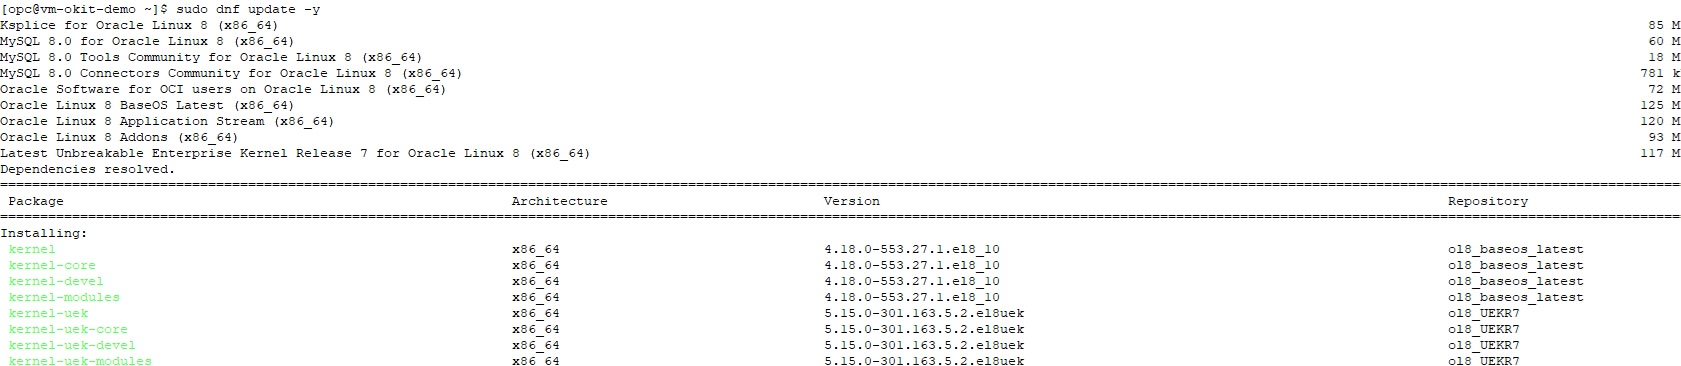 [opc@vm-okit-demo ~]$ sudo dnf update -y
Ksplice for Oracle Linux 8 (x86_64) 85 M
MySQL 8.0 for Oracle Linux 8 (x86_64) 60 M
MySQL 8.0 Tools Community for Oracle Linux 8 (x86_64) 18 M
MySQL 8.0 Connectors Community for Oracle Linux 8 (x86_64) 781 k
Oracle Software for OCI users on Oracle Linux 8 (x86_64) 72 M
Oracle Linux 8 BaseOS Latest (x86_64) 125 M
Oracle Linux 8 Application Stream (x86_64) 120 M
Oracle Linux 8 Addons (x86_64) 93 M
Latest Unbreakable Enterprise Kernel Release 7 for Oracle Linux 8 (x86_64) 117 M
Dependencies resolved.
Package Architecture Version Repository
Installing:
kernel x86_64 4.18.0-553.27.1.el8_10 ol8_baseos_latest
kernel-core x86_64 4.18.0-553.27.1.el8_10 ol8_baseos_latest
kernel-devel x86_64 4.18.0-553.27.1.el8_10 ol8_baseos_latest
kernel-modules x86_64 4.18.0-553.27.1.el8_10 ol8_baseos_latest
kernel-uek x86_64 5.15.0-301.163.5.2.el8uek ol8_UEKR7
kernel-uek-core x86_64 5.15.0-301.163.5.2.el8uek ol8_UEKR7
kernel-uek-devel x86_64 5.15.0-301.163.5.2.el8uek ol8_UEKR7
kernel-uek-modules x86_64 5.15.0-301.163.5.2.el8uek ol8_UEKR7